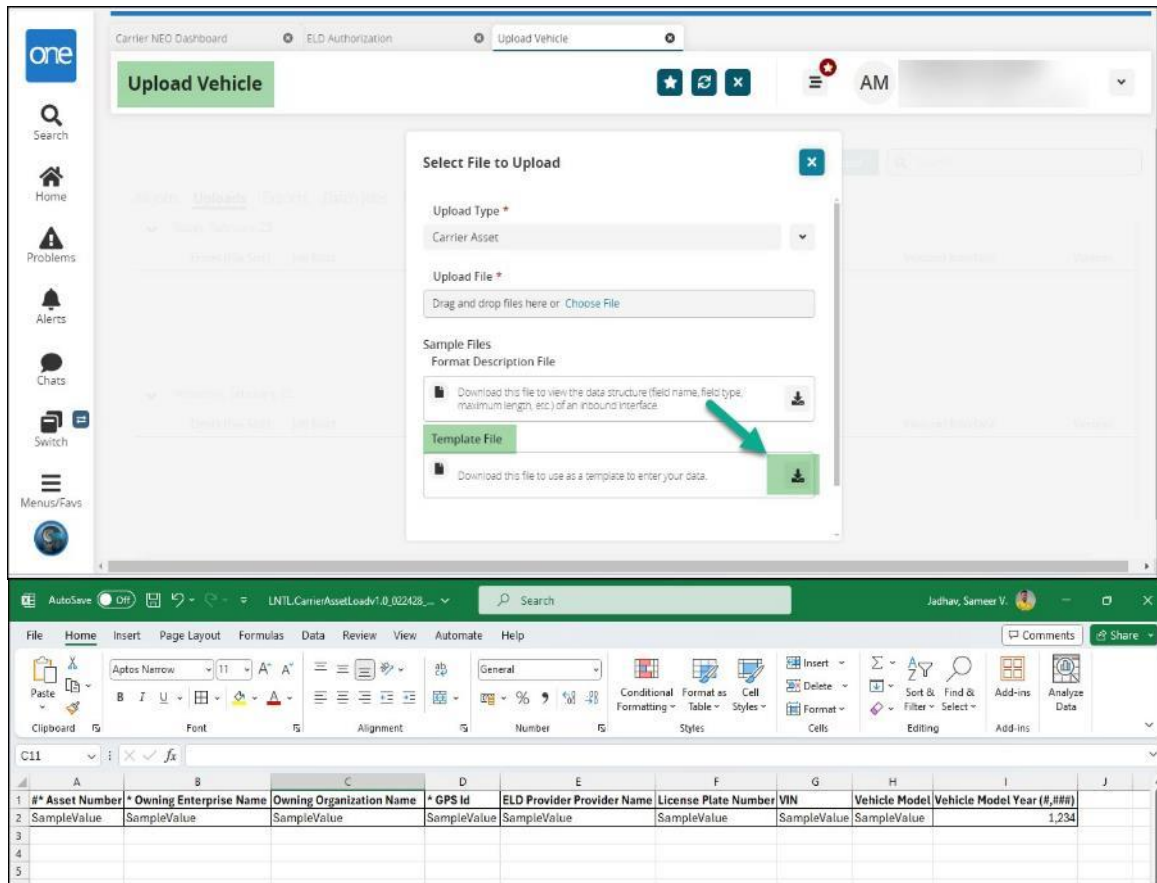 Carrier NEO Dashboard ELD Authorization Upload Vehicle
one
Upload Vehicle
AM
Search
Home
Problems
Alerts
Chats
Switch
Menus/Favs
Select File to Upload
Upload Type *
Carrier Asset
Upload File *
Drag and drop files here or Choose File
Sample Files
Format Description File
Download this file to view the data structure (field name, field type,
maximum length, etc.) of an inbound interface.
Template File
Download this file to use as a template to enter your data.
AutoSave Off LNTL.CarrierAssetLoadv1.0_022428_... Search Jadhav, Sameer V.
File Home Insert Page Layout Formulas Data Review View Automate Help Comments Share
Paste Aptos Narrow 11 A A General Conditional Formatting Format as Table Cell Styles Insert Delete Format Sort & Filter Find & Select Add-ins Analyze Data
B I U A % 9
Clipboard Font Alignment Number Styles Cells Editing Add-ins
C11 fx
A B C D E F G H I J
1 #* Asset Number * Owning Enterprise Name Owning Organization Name * GPS Id ELD Provider Provider Name License Plate Number VIN Vehicle Model Vehicle Model Year (#,###)
2 SampleValue SampleValue SampleValue SampleValue SampleValue SampleValue SampleValue SampleValue 1,234
3
4
5